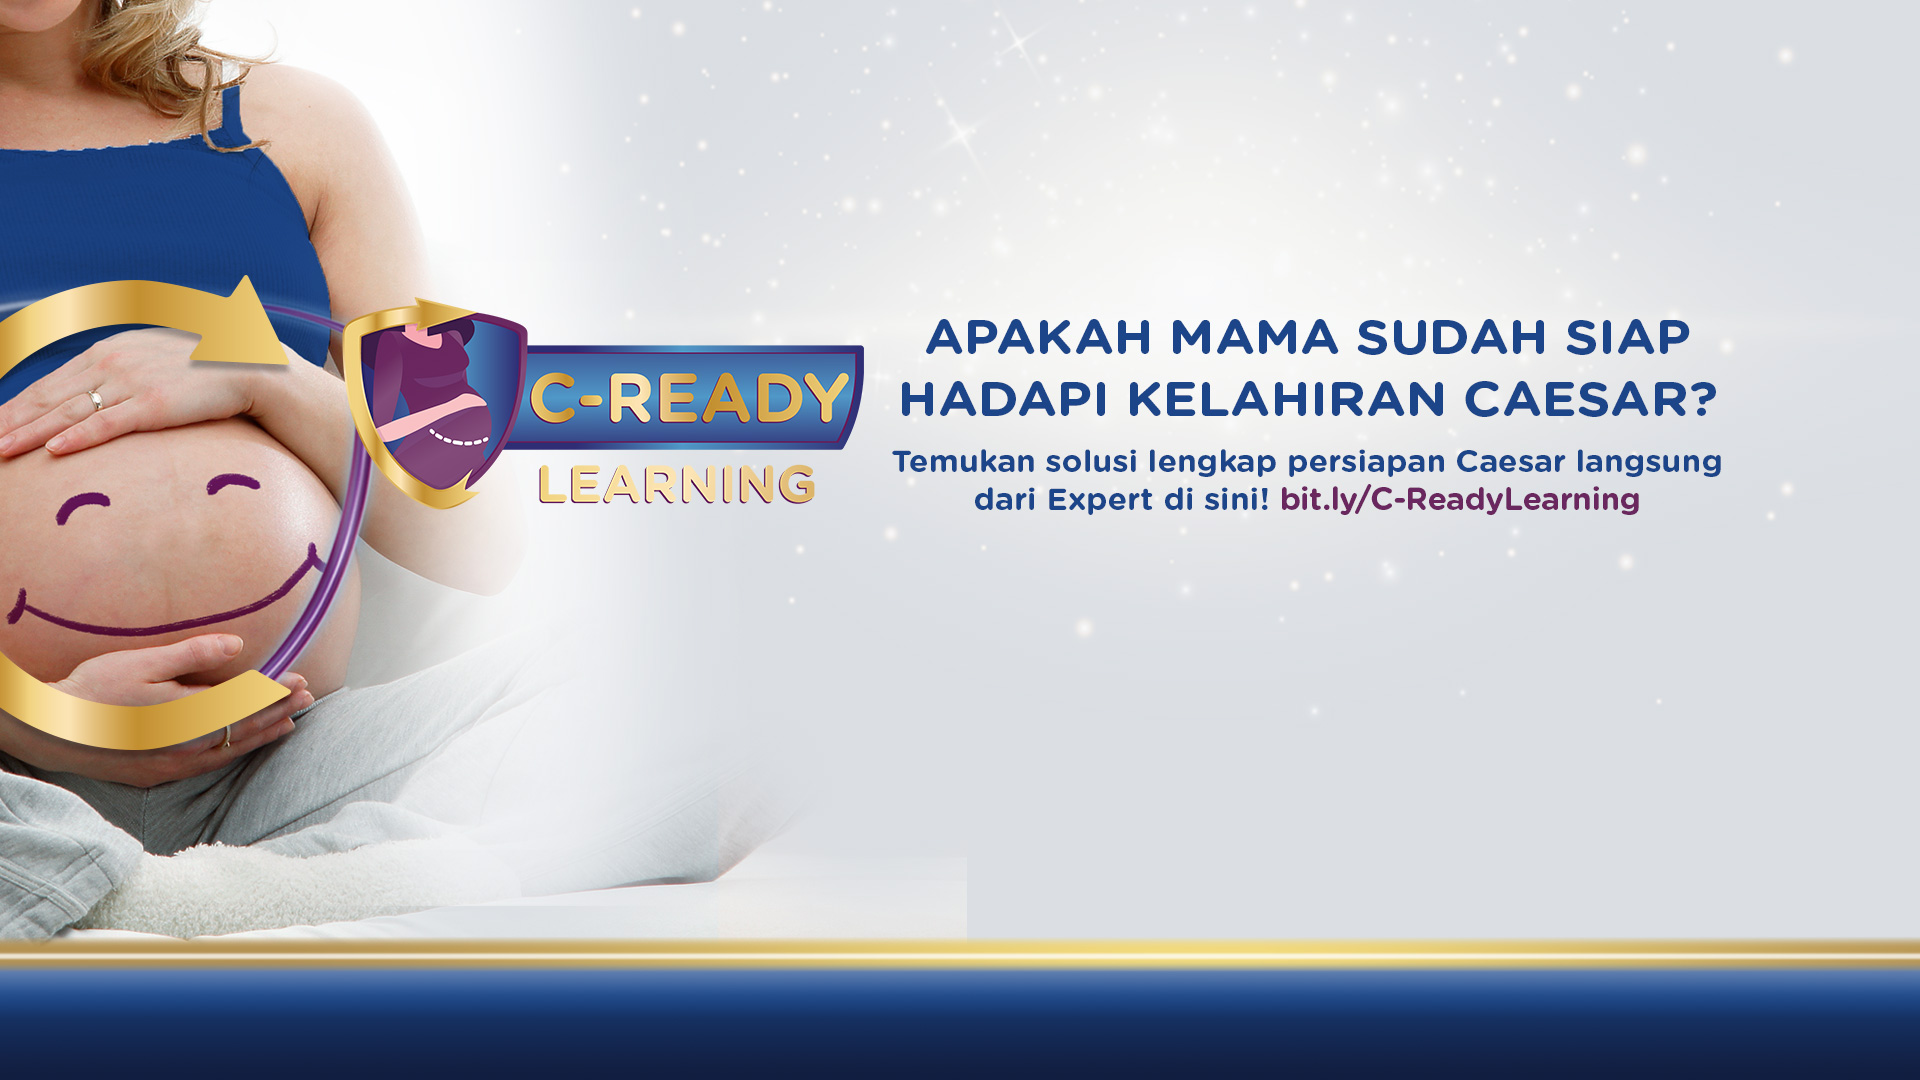 C-READY
LEARNING
APAKAH MAMA SUDAH SIAP
HADAPI KELAHIRAN CAESAR?
Temukan solusi lengkap persiapan Caesar langsung
dari Expert di sini! bit.ly/C-ReadyLearning